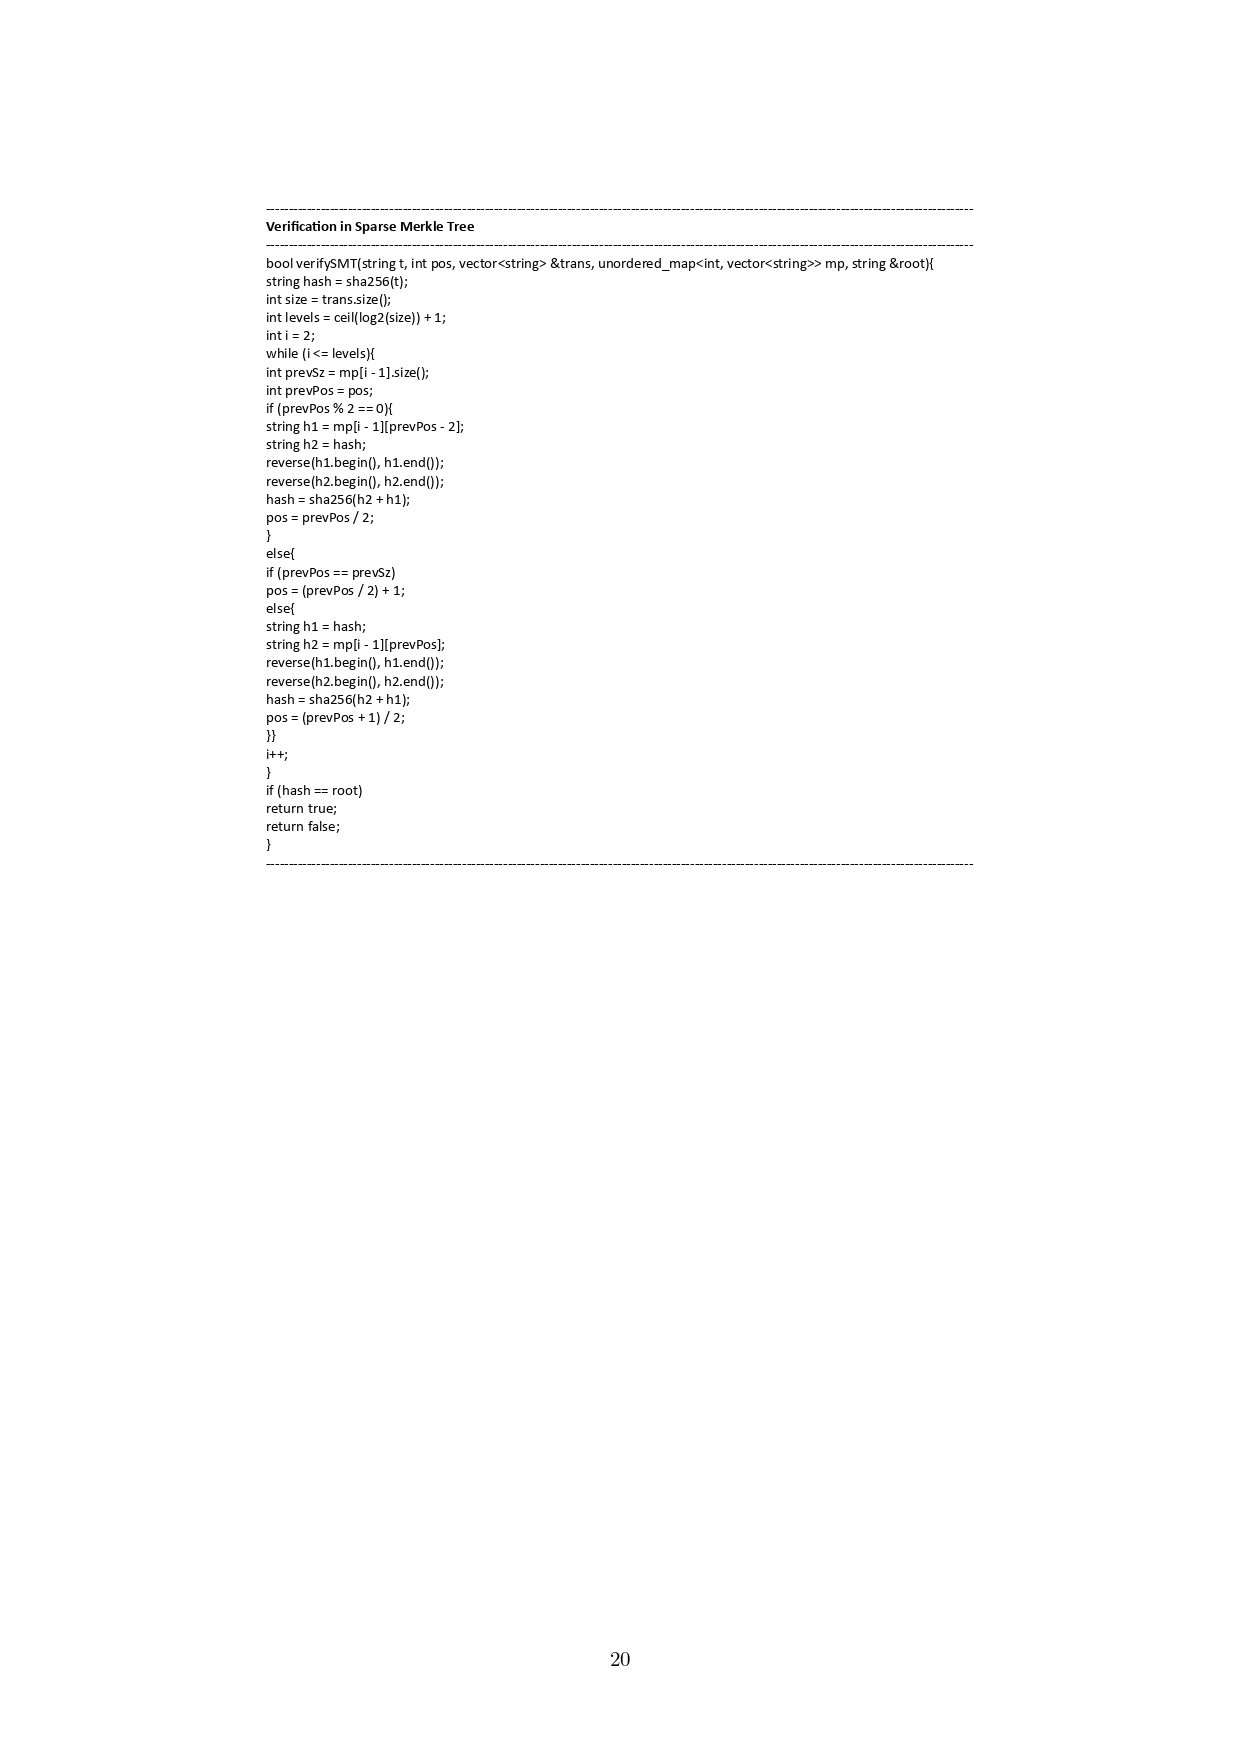 --------------------------------------------------------------------------------------------------------------------------------------------
Verification in Sparse Merkle Tree
--------------------------------------------------------------------------------------------------------------------------------------------
bool verifySMT(string t, int pos, vector<string> &trans, unordered_map<int, vector<string>> mp, string &root){
string hash = sha256(t);
int size = trans.size();
int levels = ceil(log2(size)) + 1;
int i = 2;
while (i <= levels){
int prevSz = mp[i - 1].size();
int prevPos = pos;
if (prevPos % 2 == 0){
string h1 = mp[i - 1][prevPos - 2];
string h2 = hash;
reverse(h1.begin(), h1.end());
reverse(h2.begin(), h2.end());
hash = sha256(h2 + h1);
pos = prevPos / 2;
}
else{
if (prevPos == prevSz)
pos = (prevPos / 2) + 1;
else{
string h1 = hash;
string h2 = mp[i - 1][prevPos];
reverse(h1.begin(), h1.end());
reverse(h2.begin(), h2.end());
hash = sha256(h2 + h1);
pos = (prevPos + 1) / 2;
}}
i++;
}
if (hash == root)
return true;
return false;
}
--------------------------------------------------------------------------------------------------------------------------------------------
20